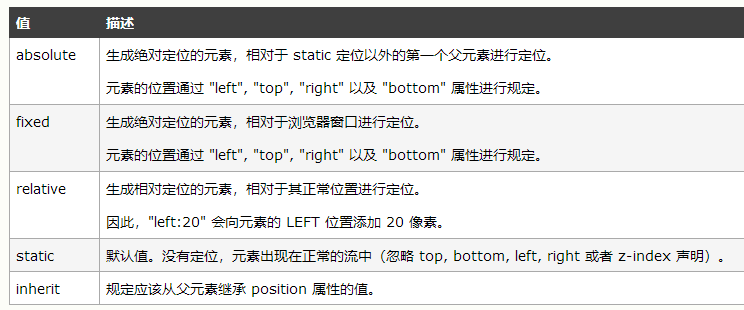 值 描述
absolute 生成绝对定位的元素，相对于 static 定位以外的第一个父元素进行定位。
元素的位置通过 "left", "top", "right" 以及 "bottom" 属性进行规定。
fixed 生成绝对定位的元素，相对于浏览器窗口进行定位。
元素的位置通过 "left", "top", "right" 以及 "bottom" 属性进行规定。
relative 生成相对定位的元素，相对于其正常位置进行定位。
因此，"left:20" 会向元素的 LEFT 位置添加 20 像素。
static 默认值。没有定位，元素出现在正常的流中（忽略 top, bottom, left, right 或者 z-index 声明）。
inherit 规定应该从父元素继承 position 属性的值。